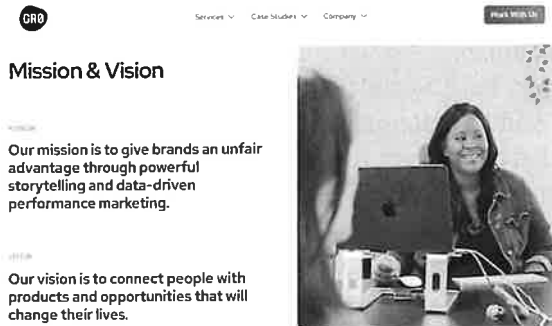 GR0
Services
Case Studies
Company
Work With Us
Mission & Vision
Our mission is to give brands an unfair
advantage through powerful
storytelling and data-driven
performance marketing.
Our vision is to connect people with
products and opportunities that will
change their lives.